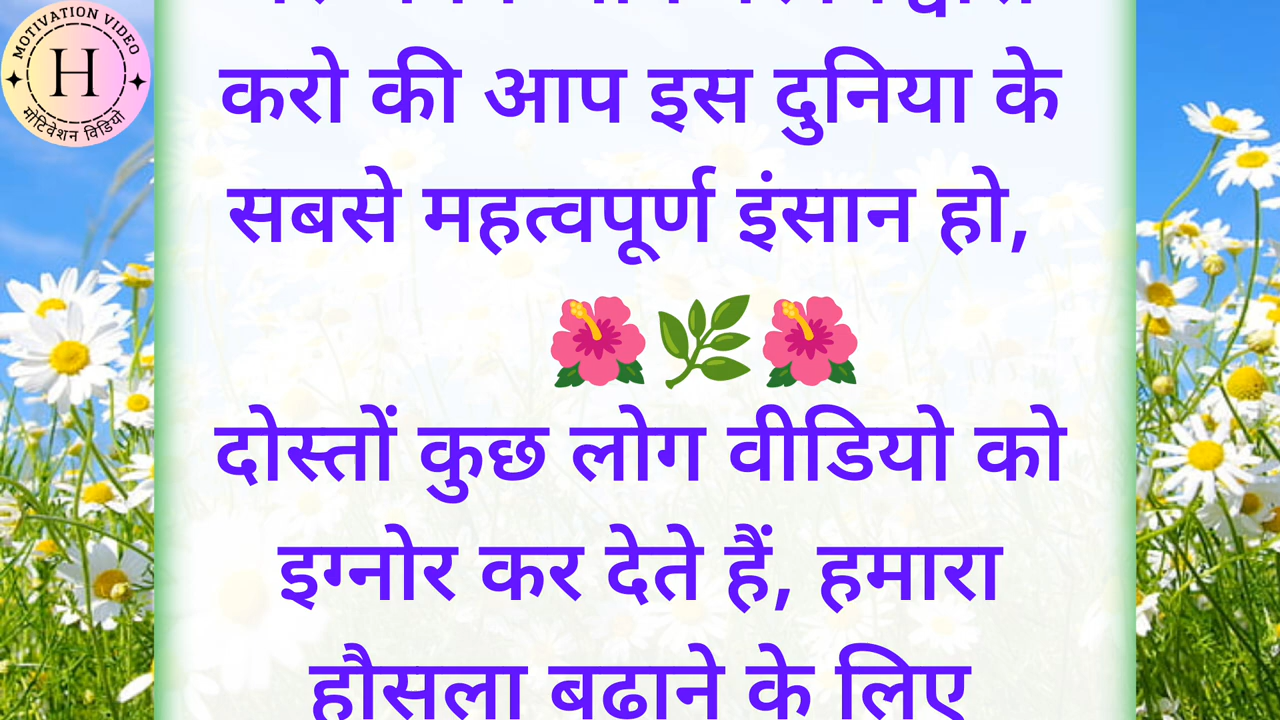 MOTIVATION VIDEO
H
मोटिवेशन विडियो
करो की आप इस दुनिया के
सबसे महत्वपूर्ण इंसान हो,
दोस्तों कुछ लोग वीडियो को
इग्नोर कर देते हैं, हमारा
हौसला बढ़ाने के लिए